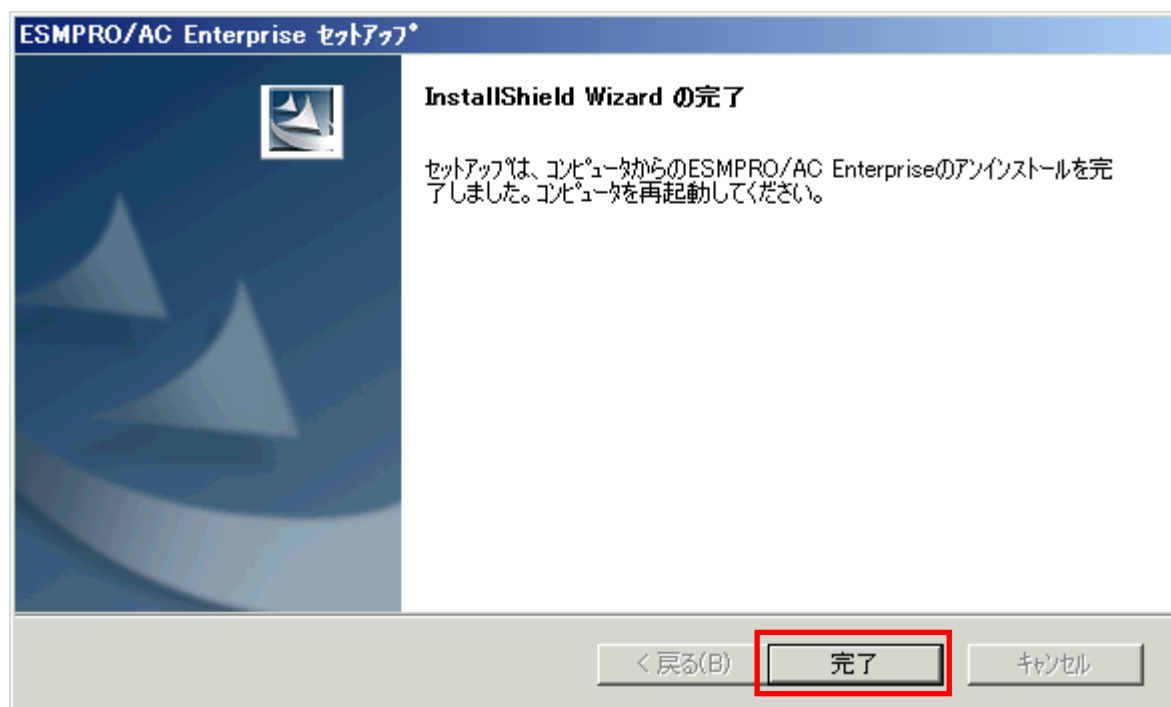 ESMPRO/AC Enterprise ｾｯﾄｱｯﾌﾟ
InstallShield Wizard の完了
ｾｯﾄｱｯﾌﾟは、ｺﾝﾋﾟｭｰﾀからのESMPRO/AC Enterpriseのｱﾝｲﾝｽﾄｰﾙを完
了しました。ｺﾝﾋﾟｭｰﾀを再起動してください。
< 戻る(B) 完了 ｷｬﾝｾﾙ